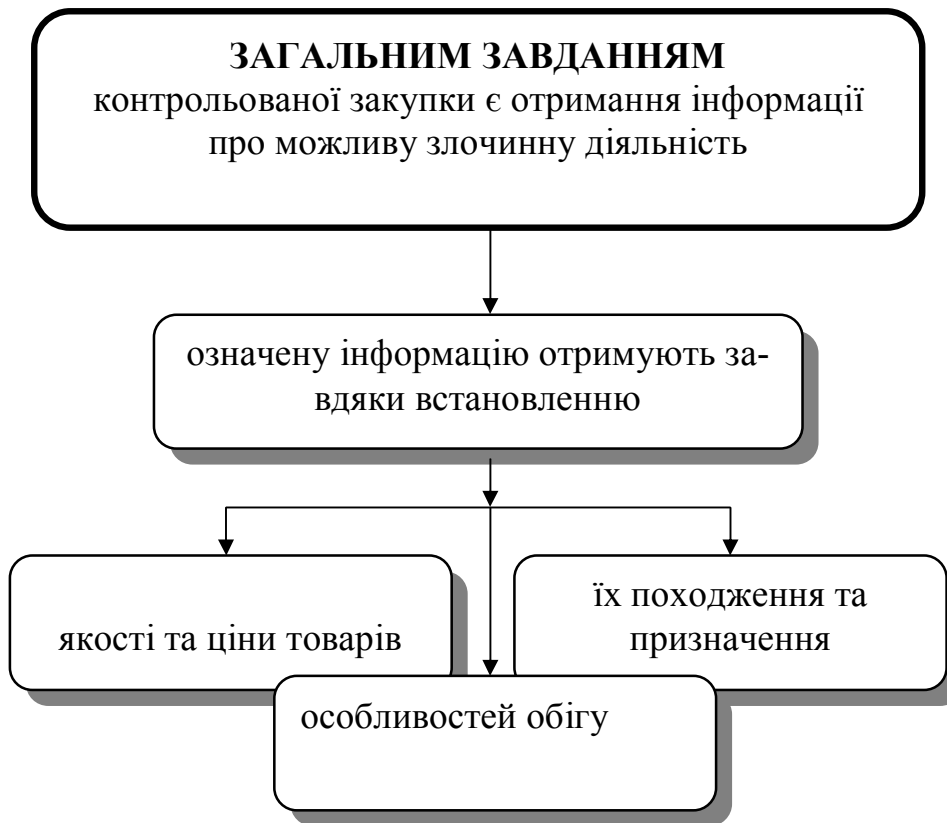 ЗАГАЛЬНИМ ЗАВДАННЯМ
контрольованої закупки є отримання інформації
про можливу злочинну діяльність
означену інформацію отримують за-
вдяки встановленню
якості та ціни товарів
їх походження та
призначення
особливостей обігу